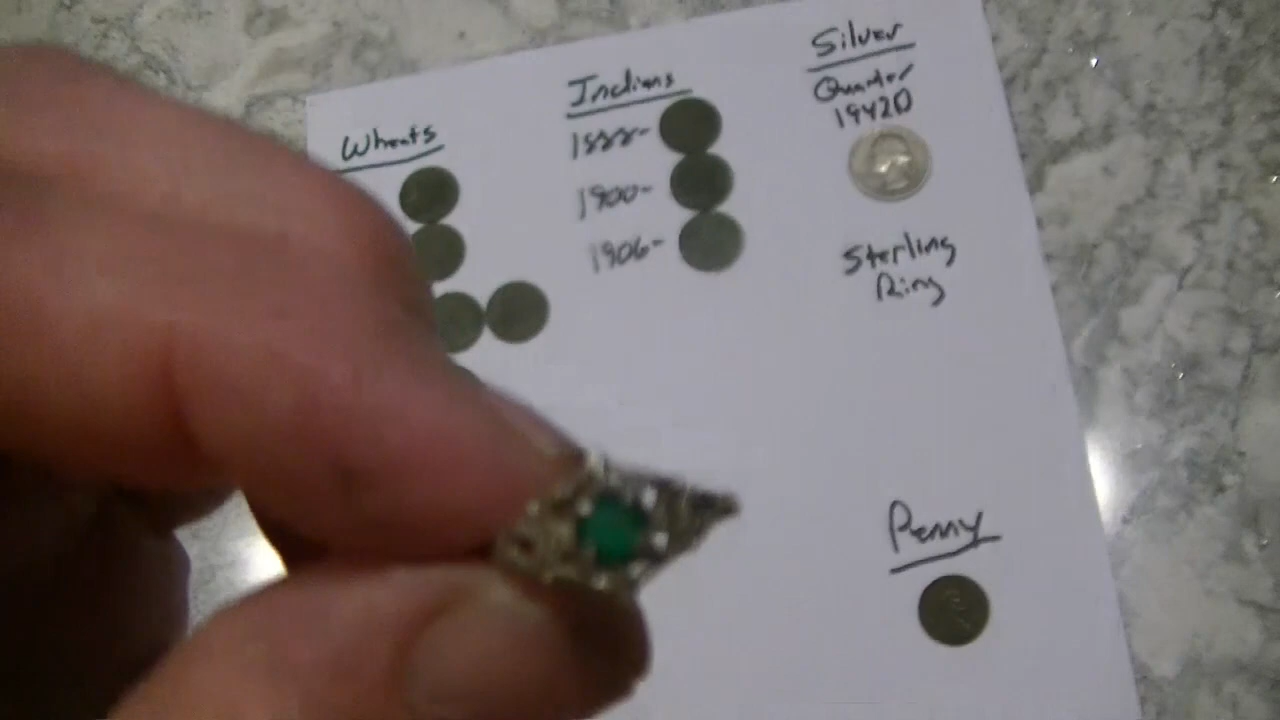 Wheats
Indians
1888-
1900-
1906-
Silver
Quarter
1942D
Sterling
Ring
Penny